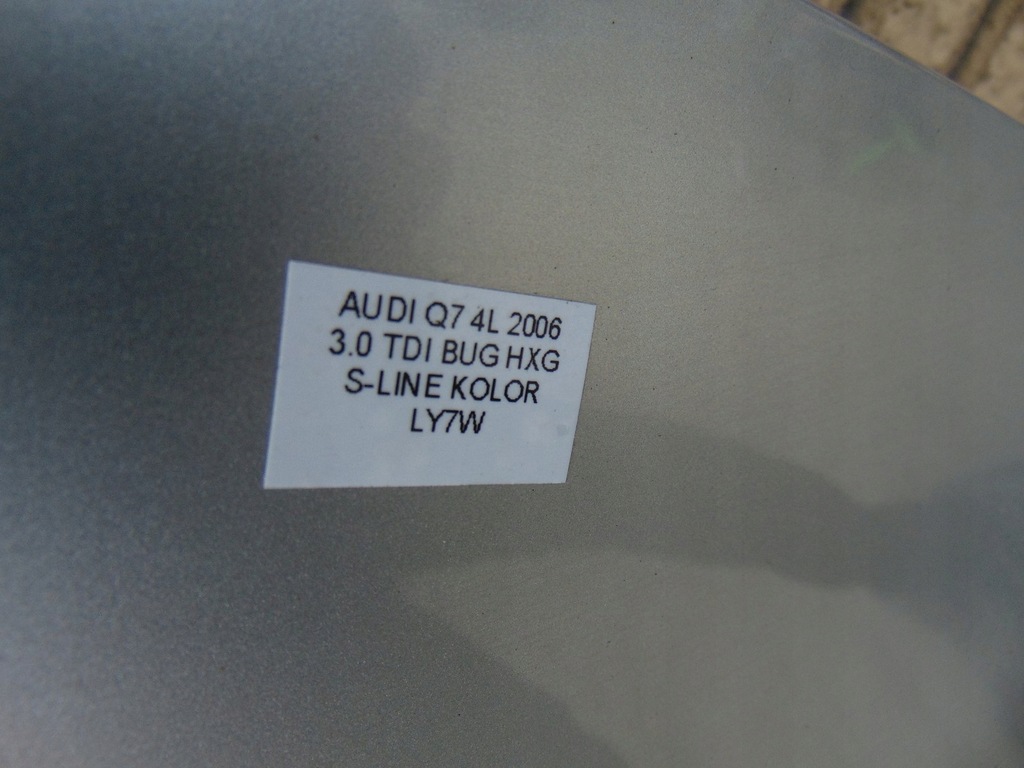 AUDI Q7 4L 2006
3.0 TDI BUG HXG
S-LINE KOLOR
LY7W